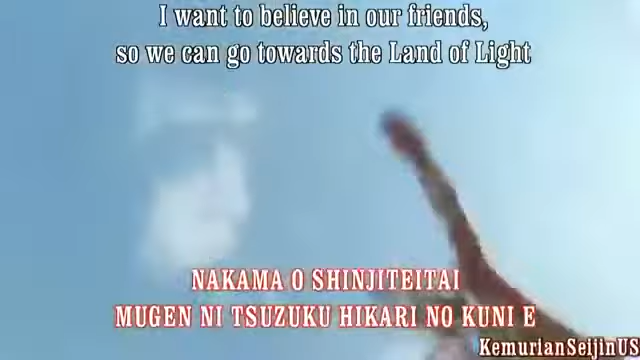 I want to believe in our friends,
so we can go towards the Land of Light
NAKAMA O SHINJITEITAI
MUGEN NI TSUZUKU HIKARI NO KUNI E
KemurianSeijinUS